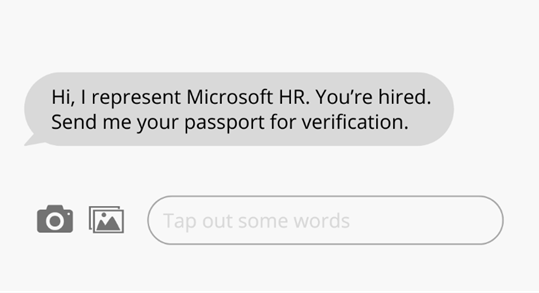 Hi, I represent Microsoft HR. You’re hired.
Send me your passport for verification.
Tap out some words